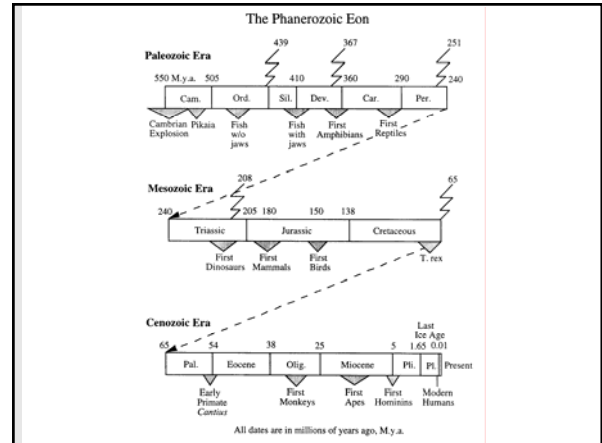 The Phanerozoic Eon
439 367 251
Paleozoic Era
550 M.y.a. 505 410 360 290 240
Cam. Ord. Sil. Dev. Car. Per.
Cambrian Explosion
Pikaia
Fish w/o jaws
Fish with jaws
First Amphibians
First Reptiles
208 65
Mesozoic Era
240 205 180 150 138
Triassic Jurassic Cretaceous
First Dinosaurs
First Mammals
First Birds
T. rex
Cenozoic Era
Last Ice Age
65 54 38 25 5 1.65 0.01
Pal. Eocene Olig. Miocene Pli. Pl. Present
Early Primate Cantius
First Monkeys
First Apes
First Hominins
Modern Humans
All dates are in millions of years ago, M.y.a.